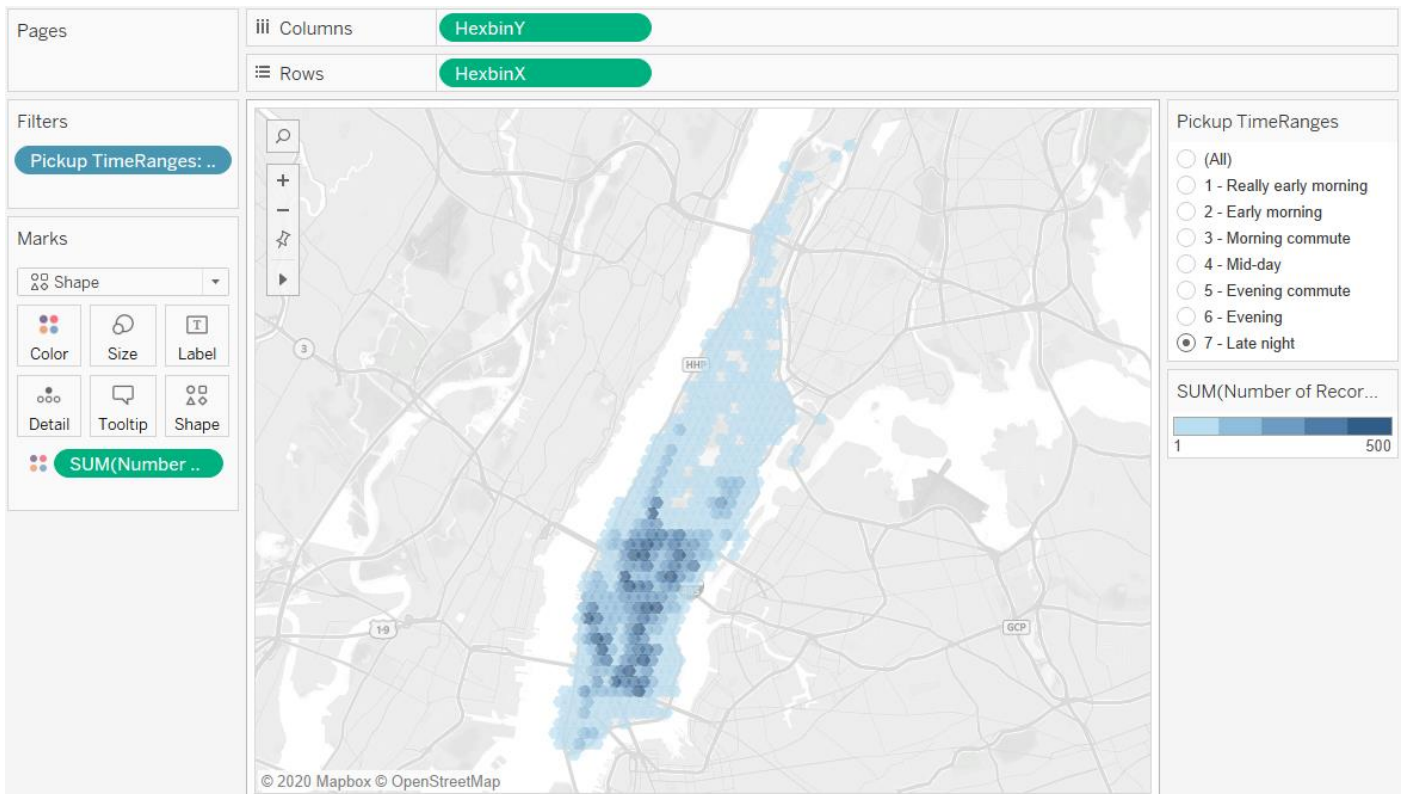 Pages
Columns
HexbinY
Rows
HexbinX
Filters
Pickup TimeRanges: ..
Marks
Shape
Color
Size
T
Label
Detail
Tooltip
Shape
SUM(Number ..
3
HHP
1-9
GCP
© 2020 Mapbox © OpenStreetMap
Pickup TimeRanges
(All)
1 - Really early morning
2 - Early morning
3 - Morning commute
4 - Mid-day
5 - Evening commute
6 - Evening
7 - Late night
SUM(Number of Recor...
1
500